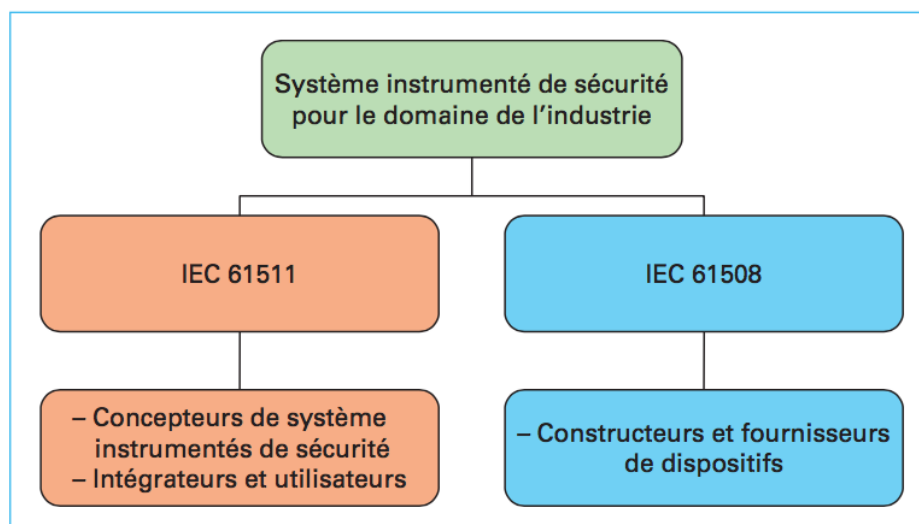 Système instrumenté de sécurité
pour le domaine de l’industrie
IEC 61511
IEC 61508
– Concepteurs de système
instrumentés de sécurité
– Intégrateurs et utilisateurs
– Constructeurs et fournisseurs
de dispositifs